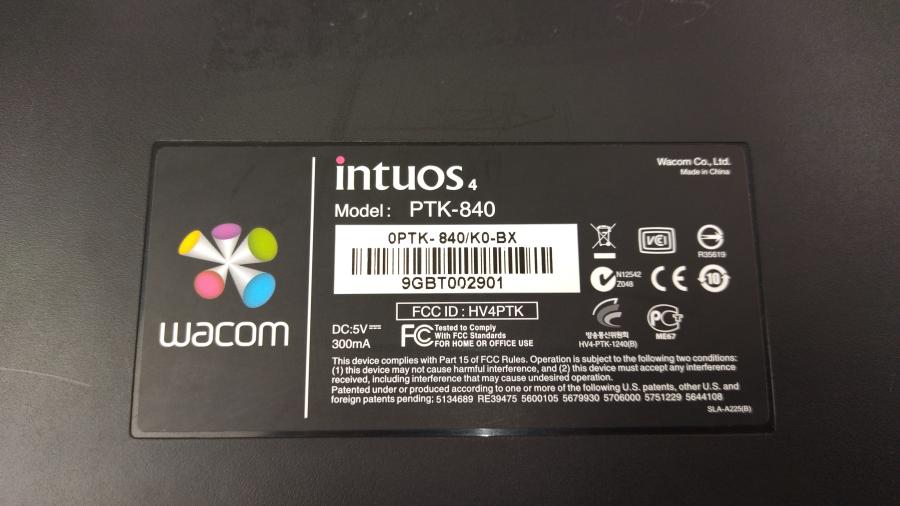 wacom
intuos4
Model: PTK-840
Wacom Co., Ltd.
Made in China
0PTK- 840/K0-BX
9GBT002901
FCC ID : HV4PTK
DC:5V
300mA
FC Tested to Comply
With FCC Standards
FOR HOME OR OFFICE USE
VCI
R35619
N12542
Z048
CE
10
방송통신위원회
HV4-PTK-1240(B)
PC
ME67
This device complies with Part 15 of FCC Rules. Operation is subject to the following two conditions:
(1) this device may not cause harmful interference, and (2) this device must accept any interference
received, including interference that may cause undesired operation.
Patented under or produced according to one or more of the following U.S. patents, other U.S. and
foreign patents pending; 5134689 RE39475 5600105 5679930 5706000 5751229 5644108
SLA-A225(B)